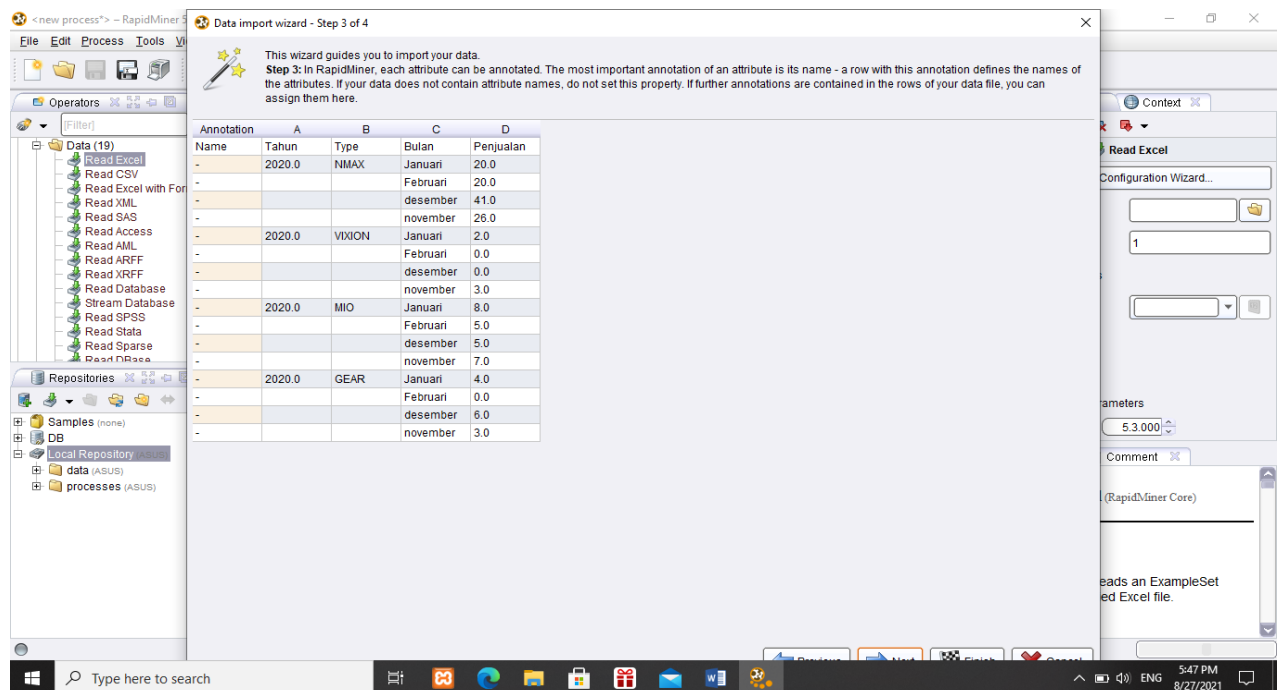 <new process*> – RapidMiner 5
Data import wizard - Step 3 of 4
File Edit Process Tools Vi
This wizard guides you to import your data.
Step 3: In RapidMiner, each attribute can be annotated. The most important annotation of an attribute is its name - a row with this annotation defines the names of
the attributes. If your data does not contain attribute names, do not set this property. If further annotations are contained in the rows of your data file, you can
assign them here.
Operators
[Filter]
Data (19)
Read Excel
Read CSV
Read Excel with For
Read XML
Read SAS
Read Access
Read AML
Read ARFF
Read XRFF
Read Database
Stream Database
Read SPSS
Read Stata
Read Sparse
Read DBase
Repositories
Samples (none)
DB
Local Repository (ASUS)
data (ASUS)
processes (ASUS)
Annotation A B C D
Name Tahun Type Bulan Penjualan
- 2020.0 NMAX Januari 20.0
- Februari 20.0
- desember 41.0
- november 26.0
- 2020.0 VIXION Januari 2.0
- Februari 0.0
- desember 0.0
- november 3.0
- 2020.0 MIO Januari 8.0
- Februari 5.0
- desember 5.0
- november 7.0
- 2020.0 GEAR Januari 4.0
- Februari 0.0
- desember 6.0
- november 3.0
Previous Next Finish Cancel
Context
Read Excel
Configuration Wizard...
1
rameters
5.3.000
Comment
(RapidMiner Core)
eads an ExampleSet
ed Excel file.
Type here to search
ENG
5:47 PM
8/27/2021